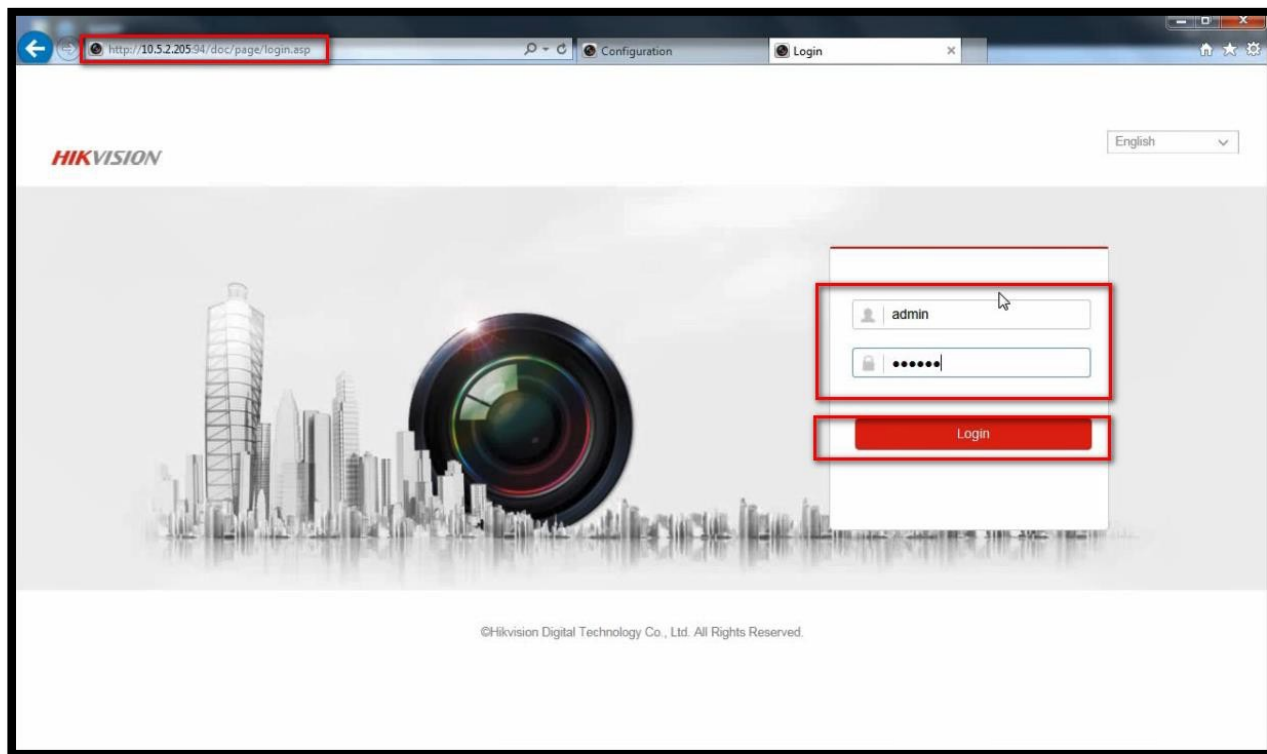 http://10.5.2.205:94/doc/page/login.asp
Configuration
Login
HIKVISION
English
admin
••••••
Login
©Hikvision Digital Technology Co., Ltd. All Rights Reserved.